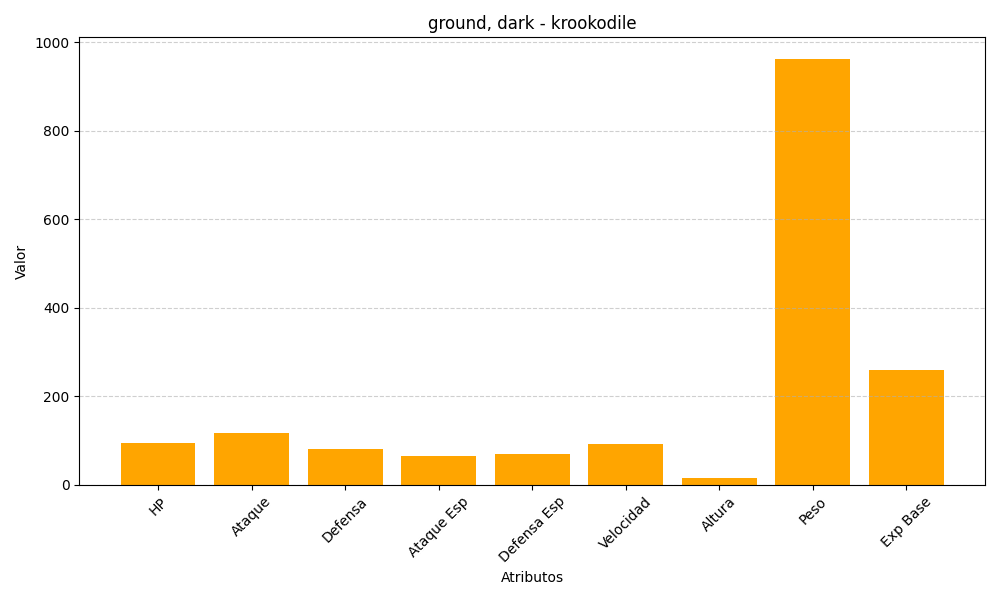 ground, dark - krookodile
Valor
1000
800
600
400
200
0
HP
Ataque
Defensa
Ataque Esp
Defensa Esp
Velocidad
Altura
Peso
Exp Base
Atributos